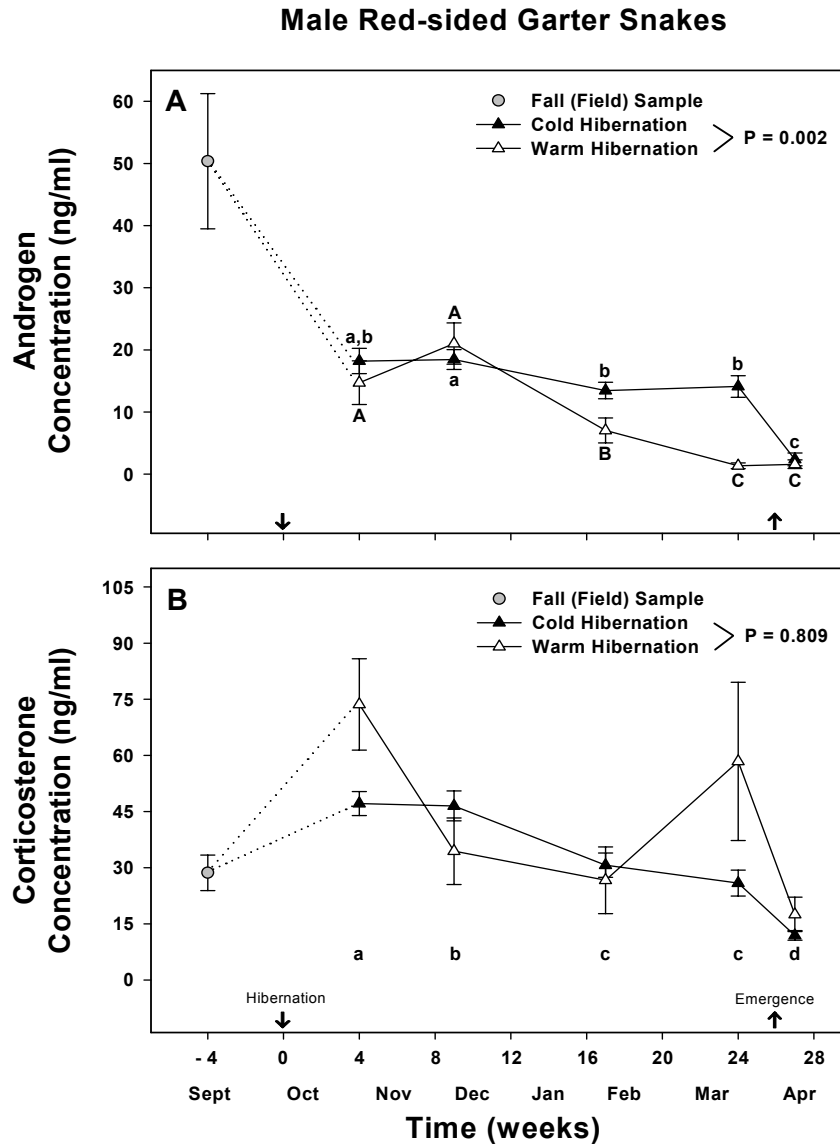 Male Red-sided Garter Snakes
A
Fall (Field) Sample
Cold Hibernation
Warm Hibernation
P = 0.002
Androgen
Concentration (ng/ml)
60
50
40
30
20
10
0
a,b
A
A
a
b
B
b
C
c
C
B
Fall (Field) Sample
Cold Hibernation
Warm Hibernation
P = 0.809
Corticosterone
Concentration (ng/ml)
105
90
75
60
45
30
15
0
a b c c d
Hibernation Emergence
- 4 0 4 8 12 16 20 24 28
Sept Oct Nov Dec Jan Feb Mar Apr
Time (weeks)